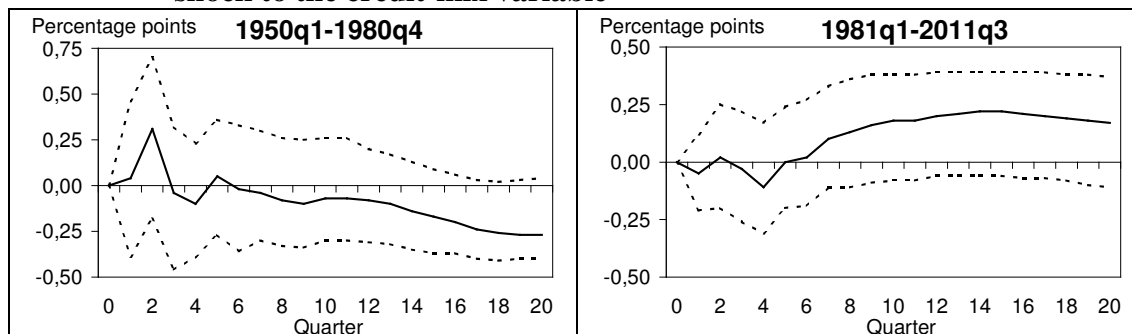 shock to the credit mix variable
Percentage points 1950q1-1980q4
0,75
0,50
0,25
0,00
-0,25
-0,50
0 2 4 6 8 10 12 14 16 18 20
Quarter
Percentage points 1981q1-2011q3
0,50
0,25
0,00
-0,25
-0,50
0 2 4 6 8 10 12 14 16 18 20
Quarter